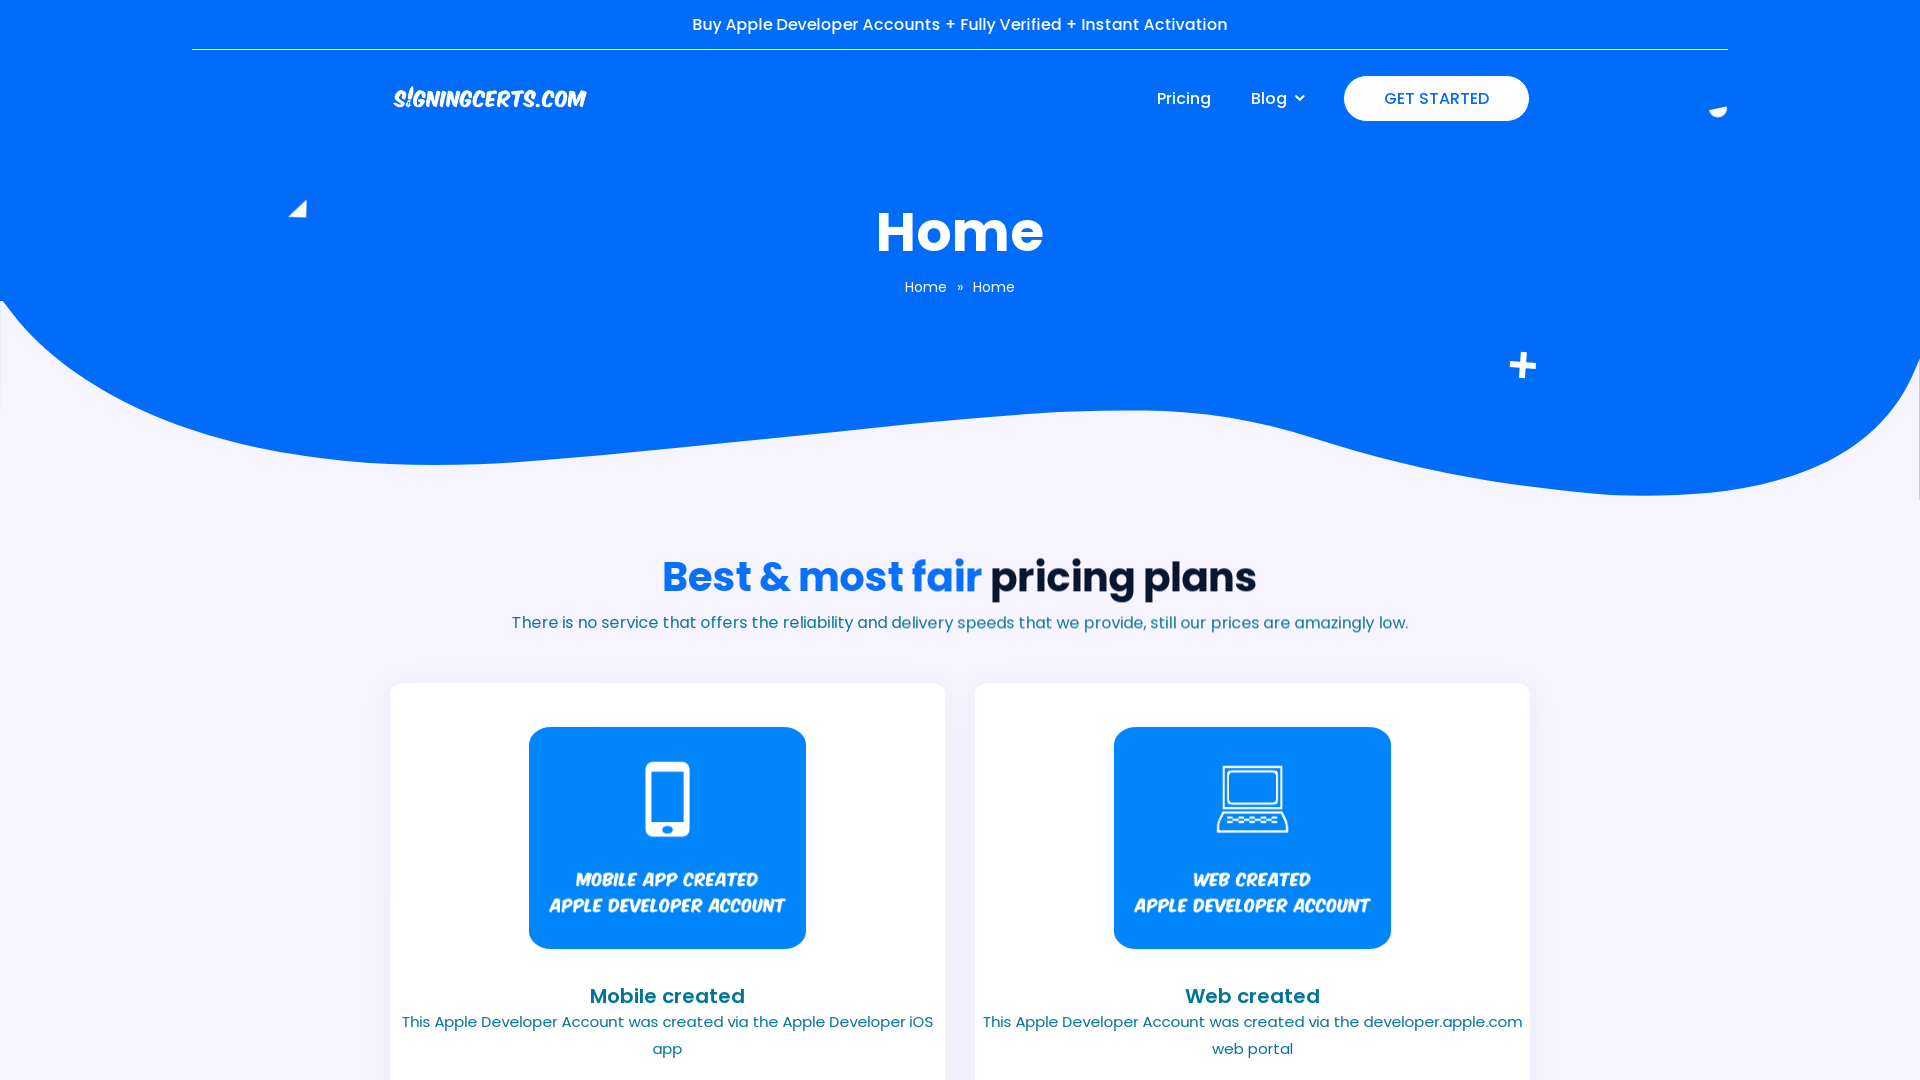 Buy Apple Developer Accounts + Fully Verified + Instant Activation
SIGNINGCERTS.COM
Pricing
Blog
GET STARTED
Home
Home » Home
Best & most fair pricing plans
There is no service that offers the reliability and delivery speeds that we provide, still our prices are amazingly low.
MOBILE APP CREATED
APPLE DEVELOPER ACCOUNT
Mobile created
This Apple Developer Account was created via the Apple Developer iOS
app
WEB CREATED
APPLE DEVELOPER ACCOUNT
Web created
This Apple Developer Account was created via the developer.apple.com
web portal